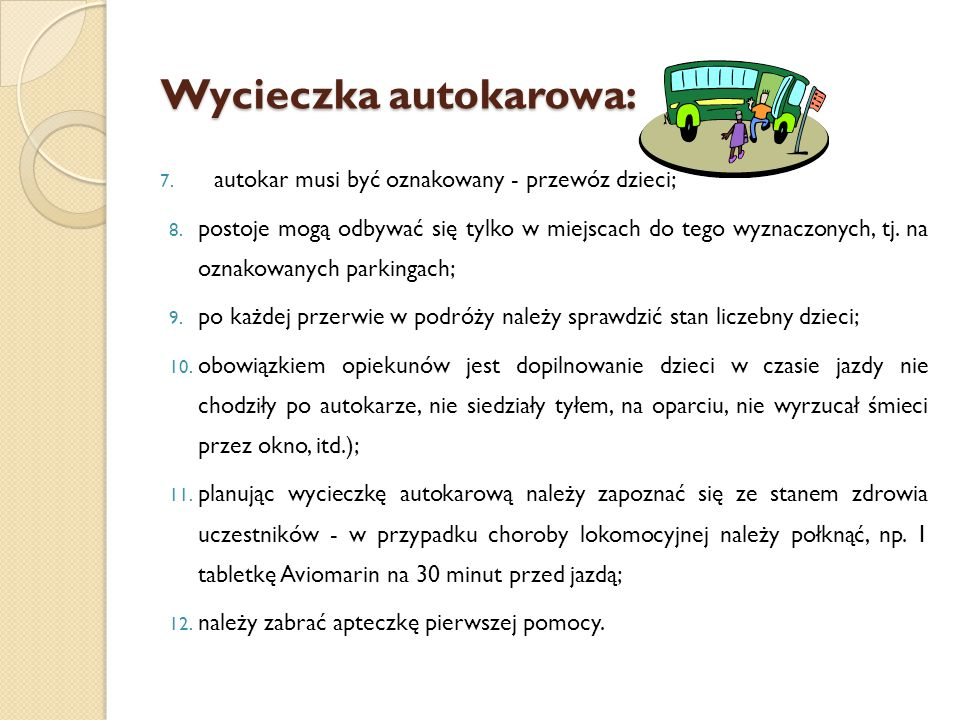 Wycieczka autokarowa:
7. autokar musi być oznakowany - przewóz dzieci;
8. postoje mogą odbywać się tylko w miejscach do tego wyznaczonych, tj. na
oznakowanych parkingach;
9. po każdej przerwie w podróży należy sprawdzić stan liczebny dzieci;
10. obowiązkiem opiekunów jest dopilnowanie dzieci w czasie jazdy nie
chodziły po autokarze, nie siedziały tyłem, na oparciu, nie wyrzucał śmieci
przez okno, itd.);
11. planując wycieczkę autokarową należy zapoznać się ze stanem zdrowia
uczestników - w przypadku choroby lokomocyjnej należy połknąć, np. 1
tabletkę Aviomarin na 30 minut przed jazdą;
12. należy zabrać apteczkę pierwszej pomocy.